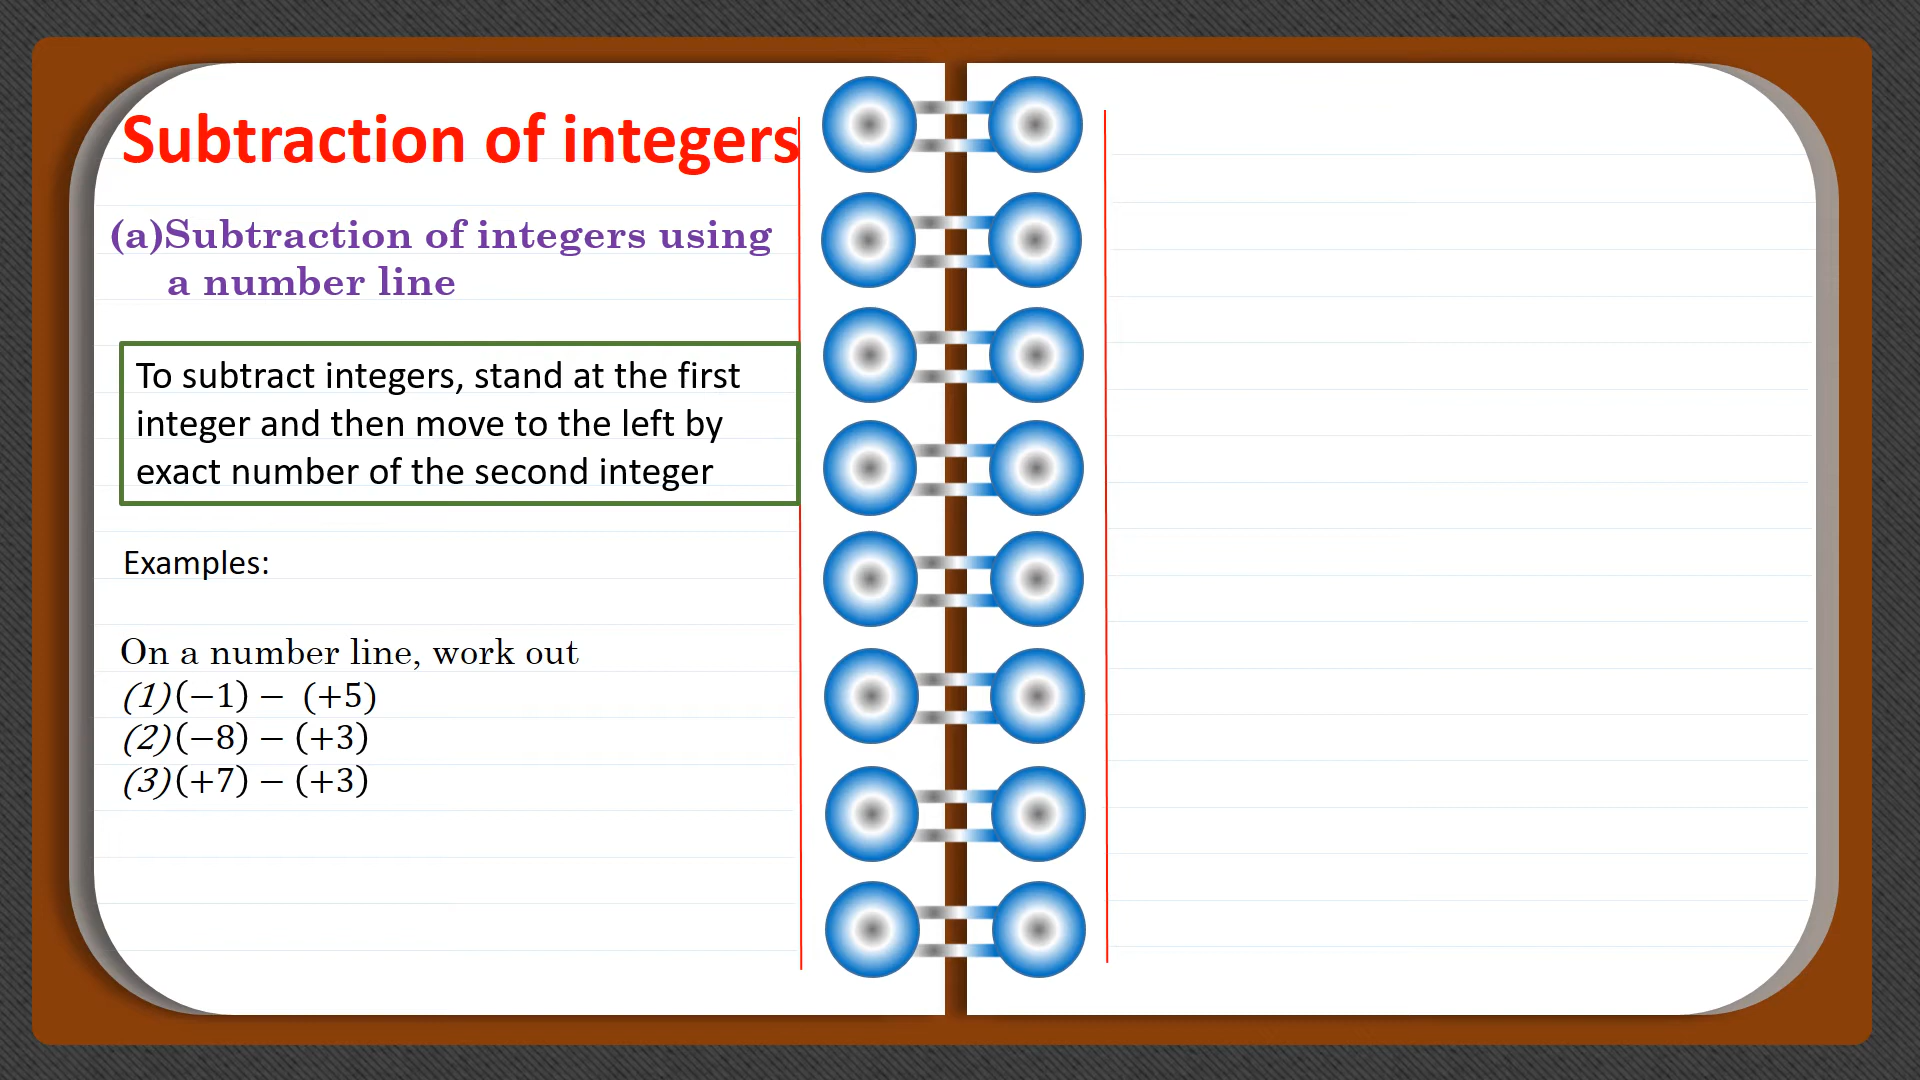 Subtraction of integers
(a)Subtraction of integers using
a number line
To subtract integers, stand at the first
integer and then move to the left by
exact number of the second integer
Examples:
On a number line, work out
(1)(−1) − (+5)
(2)(−8) − (+3)
(3)(+7) − (+3)